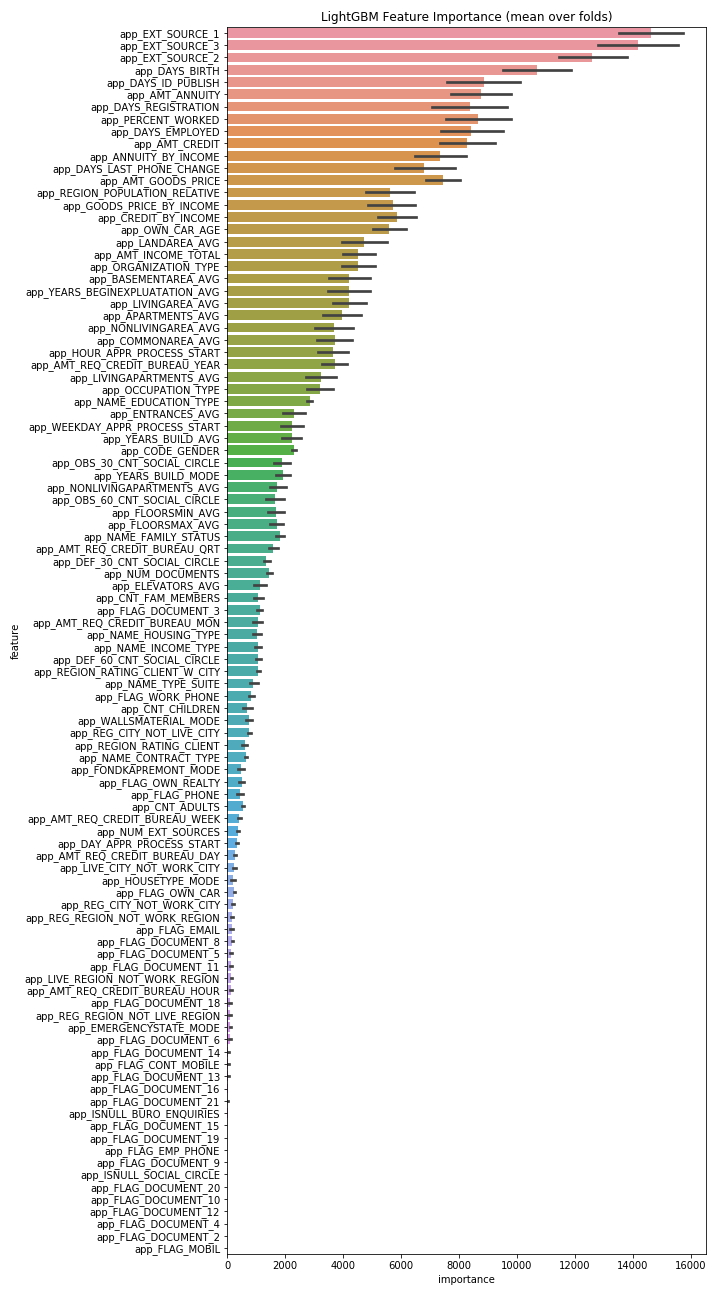 LightGBM Feature Importance (mean over folds)
app_EXT_SOURCE_1
app_EXT_SOURCE_3
app_EXT_SOURCE_2
app_DAYS_BIRTH
app_DAYS_ID_PUBLISH
app_AMT_ANNUITY
app_DAYS_REGISTRATION
app_PERCENT_WORKED
app_DAYS_EMPLOYED
app_AMT_CREDIT
app_ANNUITY_BY_INCOME
app_DAYS_LAST_PHONE_CHANGE
app_AMT_GOODS_PRICE
app_REGION_POPULATION_RELATIVE
app_GOODS_PRICE_BY_INCOME
app_CREDIT_BY_INCOME
app_OWN_CAR_AGE
app_LANDAREA_AVG
app_AMT_INCOME_TOTAL
app_ORGANIZATION_TYPE
app_BASEMENTAREA_AVG
app_YEARS_BEGINEXPLUATATION_AVG
app_LIVINGAREA_AVG
app_APARTMENTS_AVG
app_NONLIVINGAREA_AVG
app_COMMONAREA_AVG
app_HOUR_APPR_PROCESS_START
app_AMT_REQ_CREDIT_BUREAU_YEAR
app_LIVINGAPARTMENTS_AVG
app_OCCUPATION_TYPE
app_NAME_EDUCATION_TYPE
app_ENTRANCES_AVG
app_WEEKDAY_APPR_PROCESS_START
app_YEARS_BUILD_AVG
app_CODE_GENDER
app_OBS_30_CNT_SOCIAL_CIRCLE
app_YEARS_BUILD_MODE
app_NONLIVINGAPARTMENTS_AVG
app_OBS_60_CNT_SOCIAL_CIRCLE
app_FLOORSMIN_AVG
app_FLOORSMAX_AVG
app_NAME_FAMILY_STATUS
app_AMT_REQ_CREDIT_BUREAU_QRT
app_DEF_30_CNT_SOCIAL_CIRCLE
app_NUM_DOCUMENTS
app_ELEVATORS_AVG
app_CNT_FAM_MEMBERS
app_FLAG_DOCUMENT_3
app_AMT_REQ_CREDIT_BUREAU_MON
app_NAME_HOUSING_TYPE
app_NAME_INCOME_TYPE
app_DEF_60_CNT_SOCIAL_CIRCLE
app_REGION_RATING_CLIENT_W_CITY
app_NAME_TYPE_SUITE
app_FLAG_WORK_PHONE
app_CNT_CHILDREN
app_WALLSMATERIAL_MODE
app_REG_CITY_NOT_LIVE_CITY
app_REGION_RATING_CLIENT
app_NAME_CONTRACT_TYPE
app_FONDKAPREMONT_MODE
app_FLAG_OWN_REALTY
app_FLAG_PHONE
app_CNT_ADULTS
app_AMT_REQ_CREDIT_BUREAU_WEEK
app_NUM_EXT_SOURCES
app_DAY_APPR_PROCESS_START
app_AMT_REQ_CREDIT_BUREAU_DAY
app_LIVE_CITY_NOT_WORK_CITY
app_HOUSETYPE_MODE
app_FLAG_OWN_CAR
app_REG_CITY_NOT_WORK_CITY
app_REG_REGION_NOT_WORK_REGION
app_FLAG_EMAIL
app_FLAG_DOCUMENT_8
app_FLAG_DOCUMENT_5
app_FLAG_DOCUMENT_11
app_LIVE_REGION_NOT_WORK_REGION
app_AMT_REQ_CREDIT_BUREAU_HOUR
app_FLAG_DOCUMENT_18
app_REG_REGION_NOT_LIVE_REGION
app_EMERGENCYSTATE_MODE
app_FLAG_DOCUMENT_6
app_FLAG_DOCUMENT_14
app_FLAG_CONT_MOBILE
app_FLAG_DOCUMENT_13
app_FLAG_DOCUMENT_16
app_FLAG_DOCUMENT_21
app_ISNULL_BURO_ENQUIRIES
app_FLAG_DOCUMENT_15
app_FLAG_DOCUMENT_19
app_FLAG_EMP_PHONE
app_FLAG_DOCUMENT_9
app_ISNULL_SOCIAL_CIRCLE
app_FLAG_DOCUMENT_20
app_FLAG_DOCUMENT_10
app_FLAG_DOCUMENT_12
app_FLAG_DOCUMENT_4
app_FLAG_DOCUMENT_2
app_FLAG_MOBIL
feature
0 2000 4000 6000 8000 10000 12000 14000 16000
importance